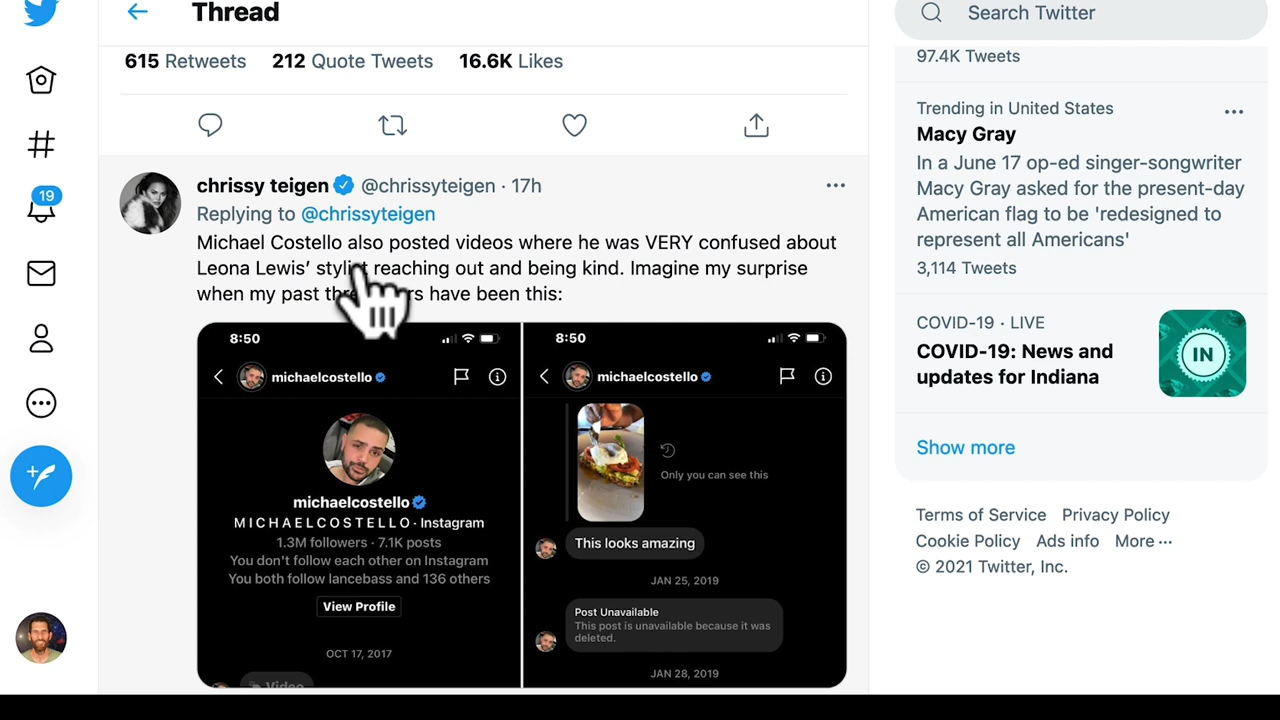 Thread
Search Twitter
615 Retweets 212 Quote Tweets 16.6K Likes
chrissy teigen @chrissyteigen · 17h
Replying to @chrissyteigen
Michael Costello also posted videos where he was VERY confused about
Leona Lewis' stylist reaching out and being kind. Imagine my surprise
when my past have been this:
8:50
michaelcostello
michaelcostello
MICHAELCOSTELLO · Instagram
1.3M followers · 7.1K posts
You don't follow each other on Instagram
You both follow lancebass and 136 others
View Profile
OCT 17, 2017
Video
8:50
michaelcostello
Only you can see this
This looks amazing
JAN 25, 2019
Post Unavailable
This post is unavailable because it was
deleted.
JAN 28, 2019
19
97.4K Tweets
Trending in United States
Macy Gray
In a June 17 op-ed singer-songwriter
Macy Gray asked for the present-day
American flag to be 'redesigned to
represent all Americans'
3,114 Tweets
COVID-19 · LIVE
COVID-19: News and
updates for Indiana
IN
Show more
Terms of Service Privacy Policy
Cookie Policy Ads info More ···
© 2021 Twitter, Inc.